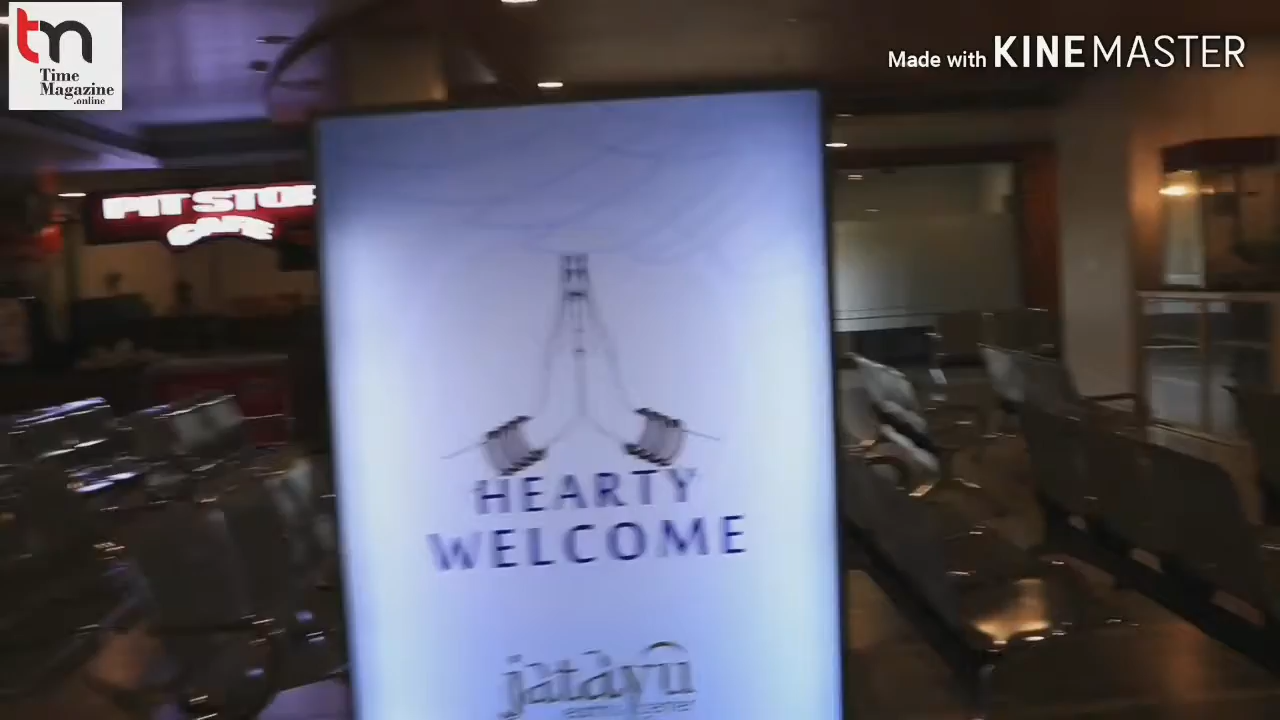 tm
Time
Magazine
.online
Made with KINEMASTER
PIT STOP
CAFE
HEARTY
WELCOME
jatayu